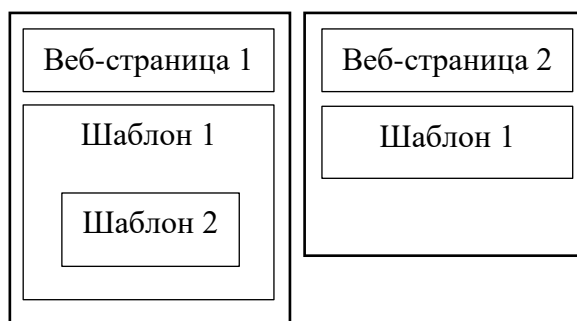 Веб-страница 1
Шаблон 1
Шаблон 2
Веб-страница 2
Шаблон 1